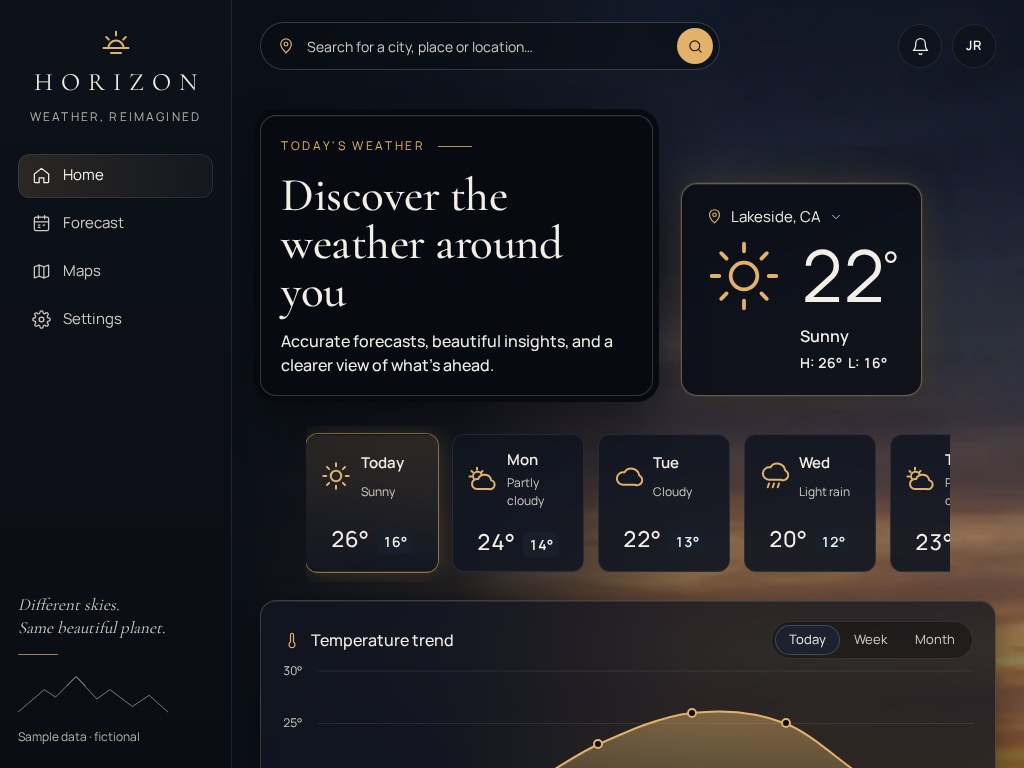 HORIZON
WEATHER, REIMAGINED
Home
Forecast
Maps
Settings
Different skies.
Same beautiful planet.
Sample data · fictional
Search for a city, place or location...
JR
TODAY'S WEATHER
Discover the
weather around
you
Accurate forecasts, beautiful insights, and a
clearer view of what's ahead.
Lakeside, CA
22°
Sunny
H: 26° L: 16°
Today
Sunny
26° 16°
Mon
Partly
cloudy
24° 14°
Tue
Cloudy
22° 13°
Wed
Light rain
20° 12°
23°
Temperature trend
Today Week Month
30°
25°